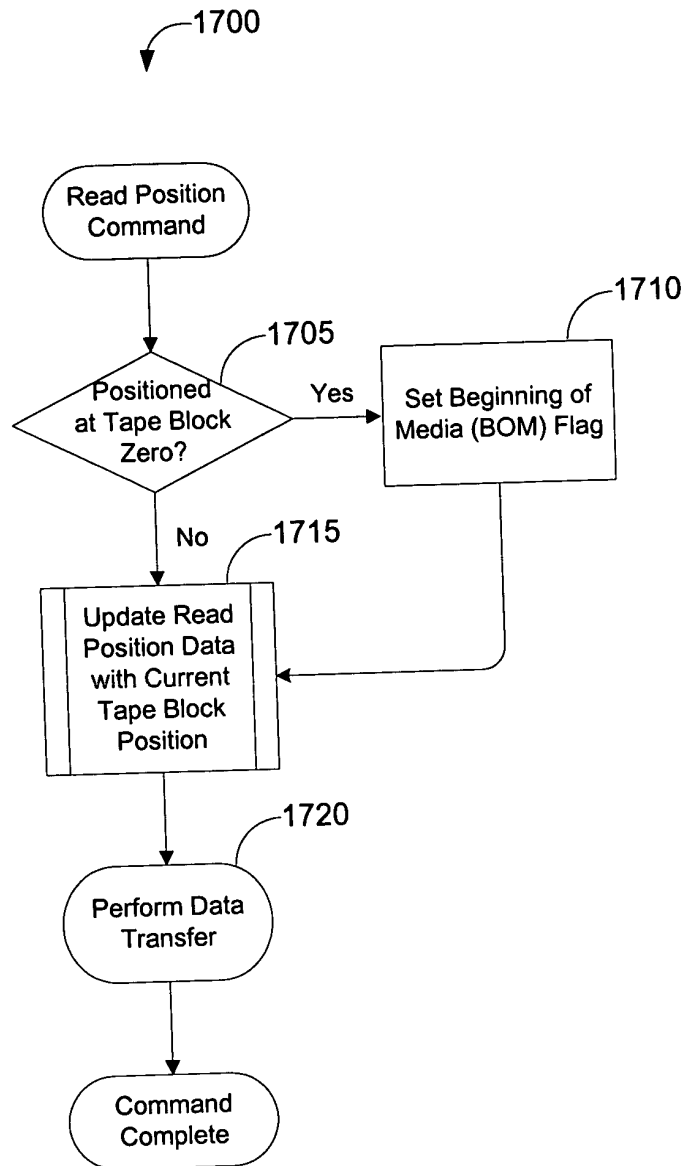 1700
Read Position
Command
1705
Positioned
at Tape Block
Zero?
Yes
1710
Set Beginning of
Media (BOM) Flag
No
1715
Update Read
Position Data
with Current
Tape Block
Position
1720
Perform Data
Transfer
Command
Complete